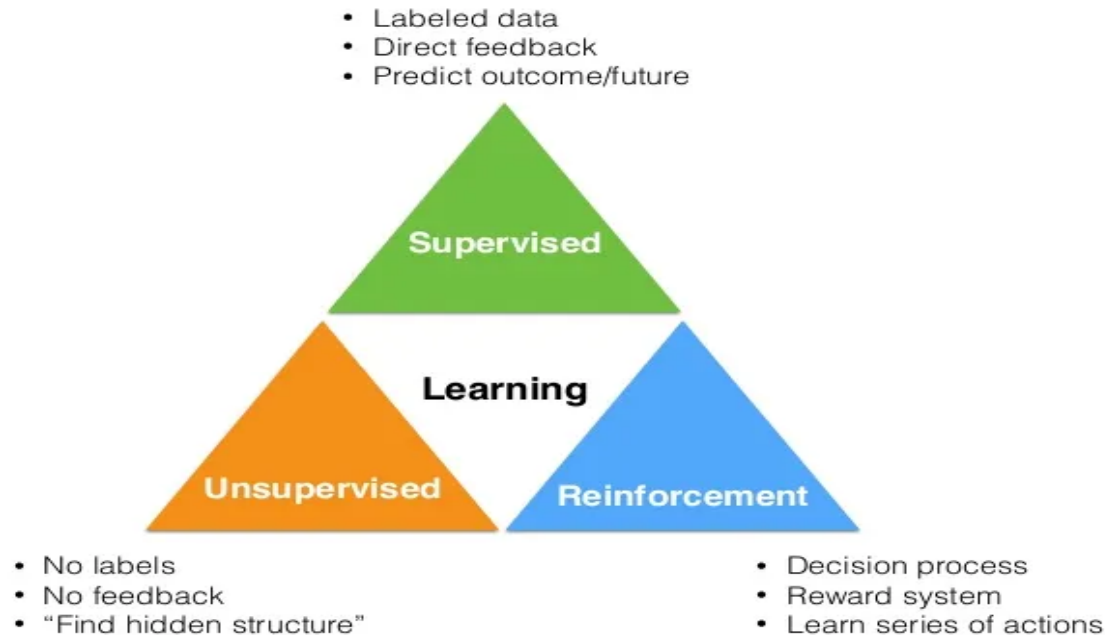 • Labeled data
• Direct feedback
• Predict outcome/future
Supervised
Learning
Unsupervised
Reinforcement
• No labels
• No feedback
• “Find hidden structure”
• Decision process
• Reward system
• Learn series of actions